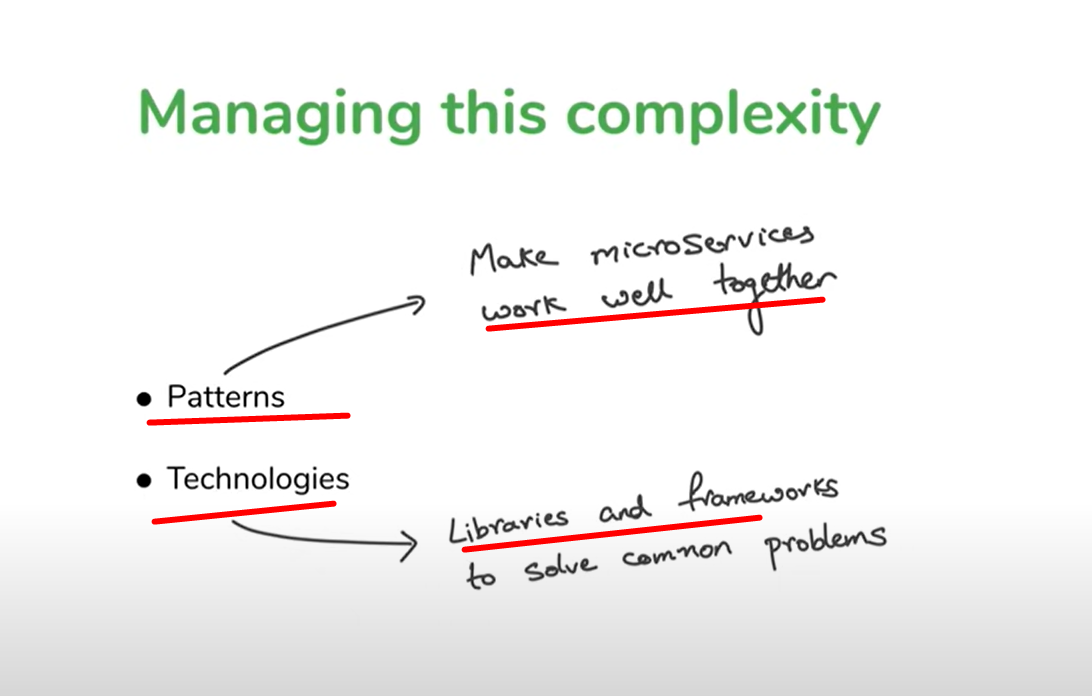 Managing this complexity
Make microservices
work well together
• Patterns
• Technologies
Libraries and frameworks
to solve common problems